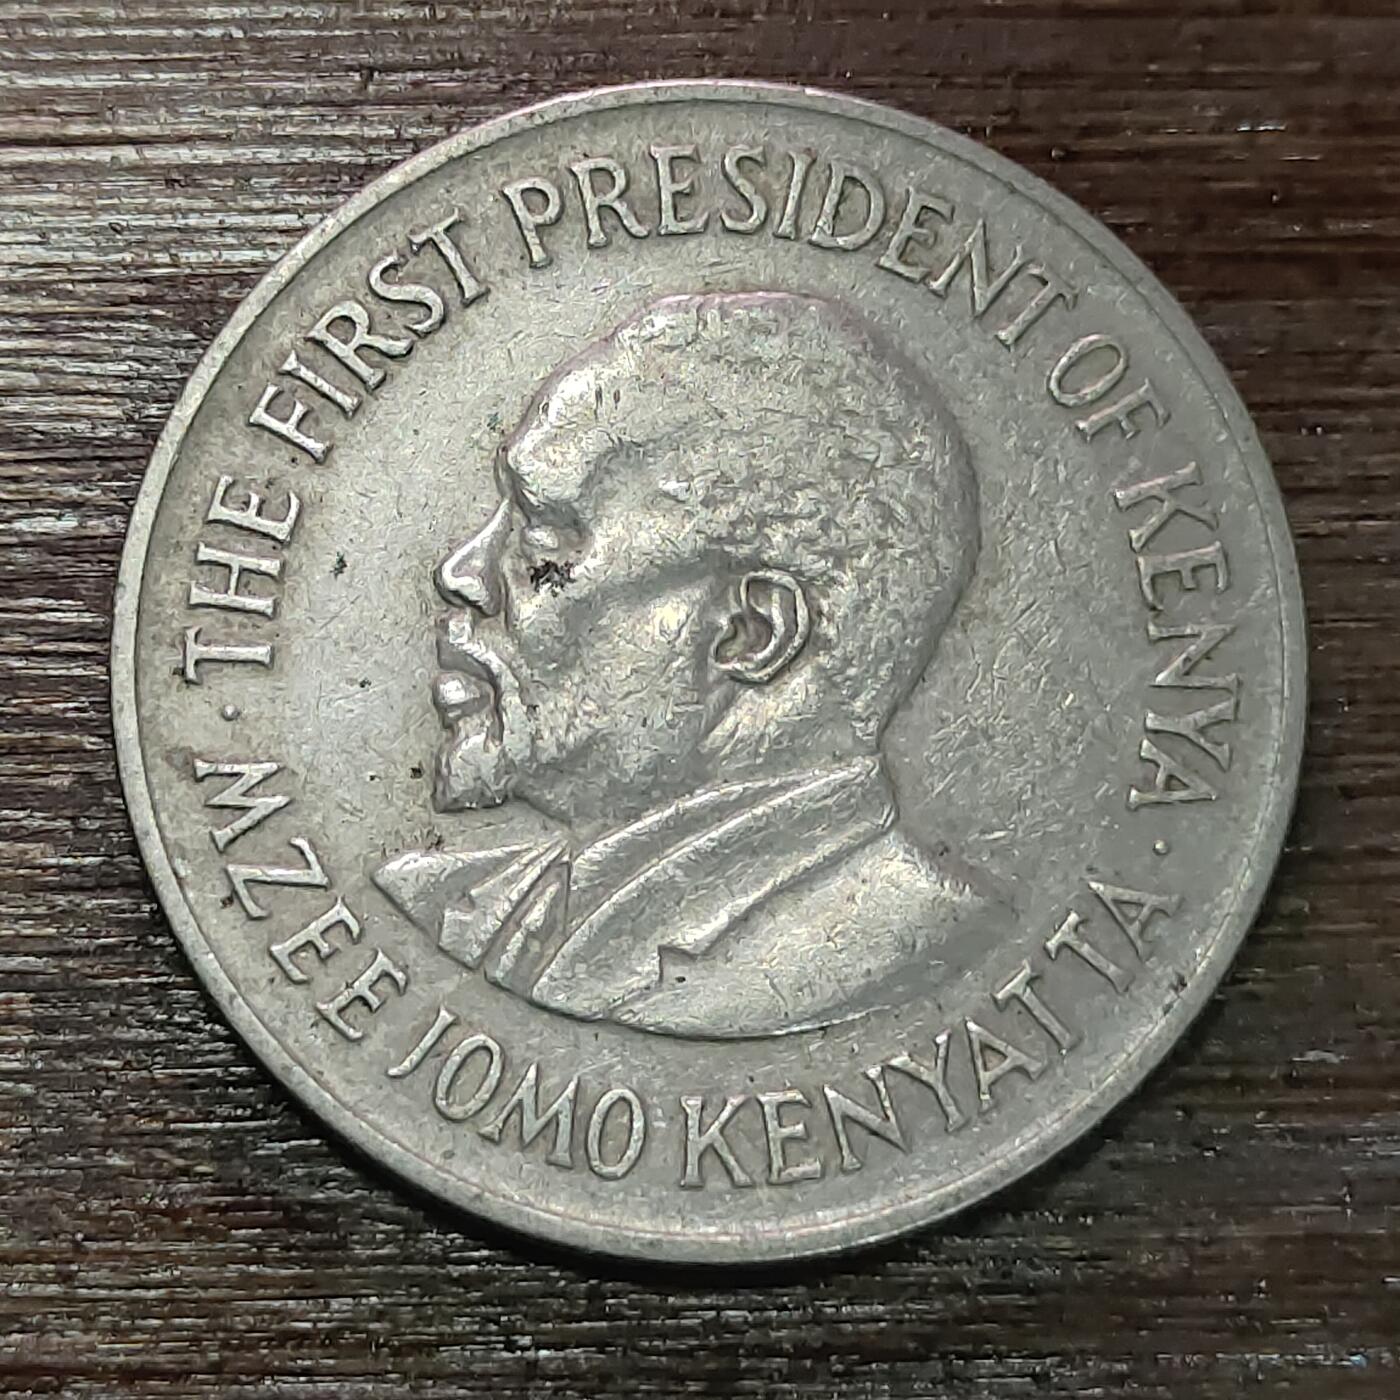 THE FIRST PRESIDENT OF KENYA ·
MZEE JOMO KENYATTA ·